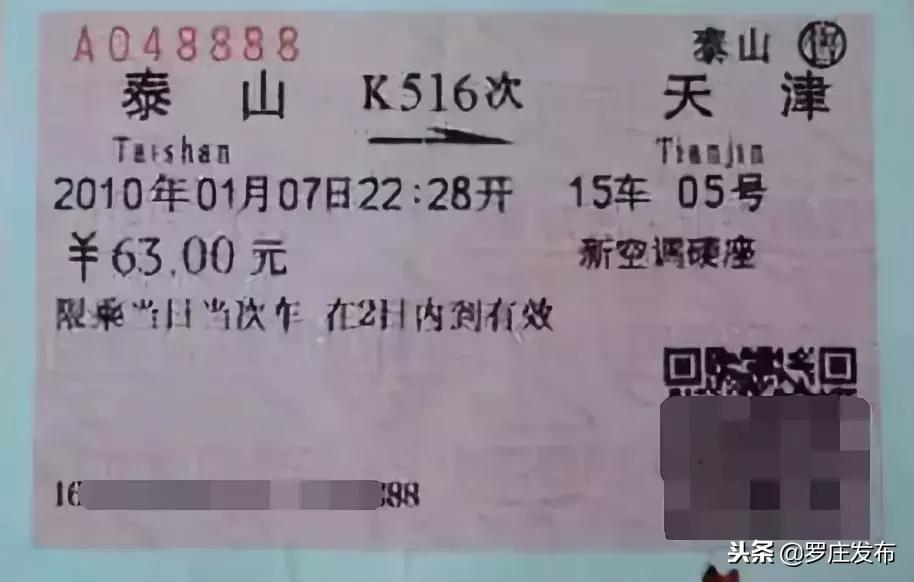 A048888 泰山 售
泰山 K516次 天津
Taishan Tianjin
2010年01月07日22:28开 15车 05号
￥63.00元 新空调硬座
限乘当日当次车 在2日内到有效
16 898
头条 @罗庄发布